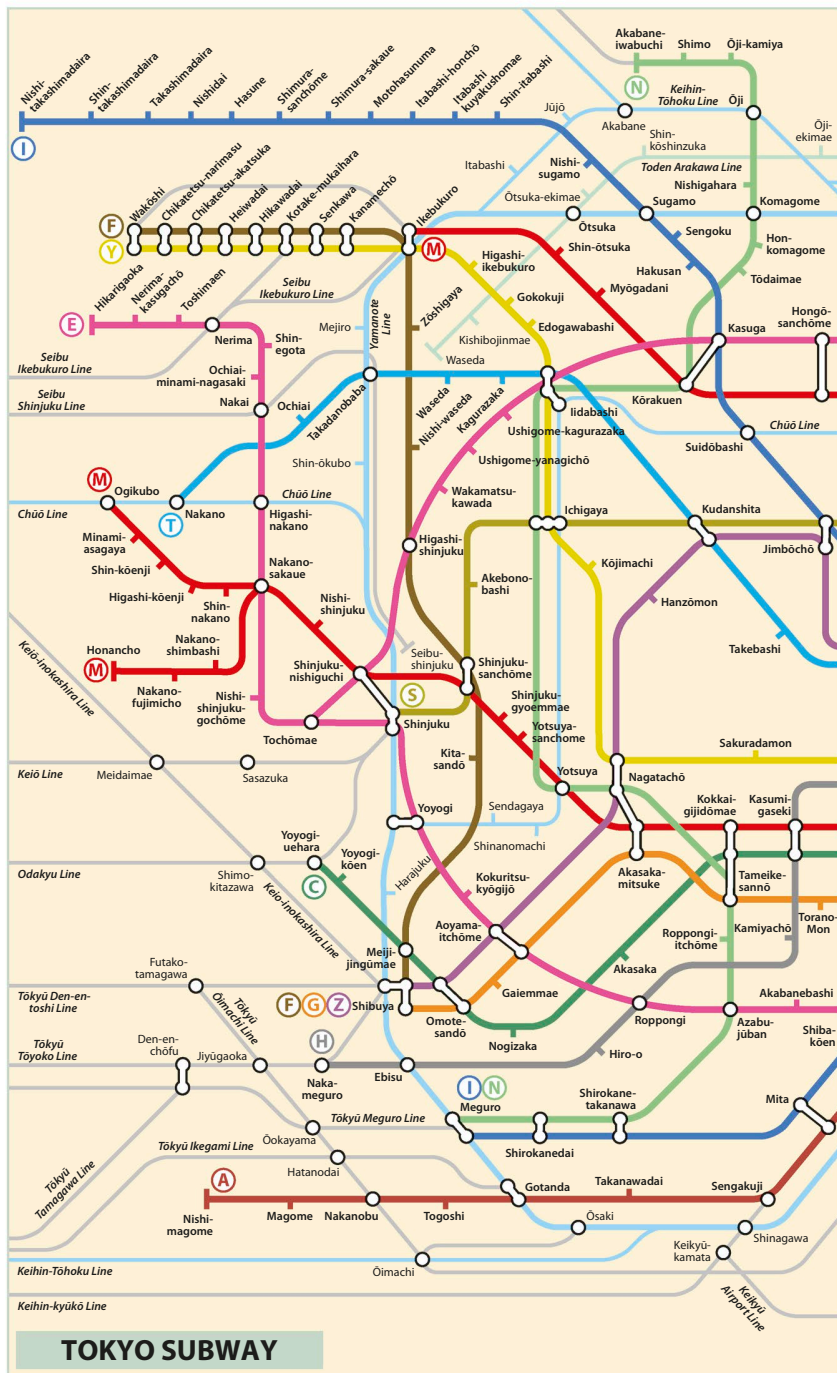 Nishi-
takashimadaira
Shin-
takashimadaira
Takashimadaira
Nishidai
Hasune
Shimura-
sanchōme
Shimura-sakaue
Motohasunuma
Itabashi-honchō
Itabashi
kuyakushomae
Shin-itabashi
I
Akabane-
iwabuchi
Shimo
Ōji-kamiya
N
Keihin-
Tōhoku Line
Ōji
Jūjō
Akabane
Ōji-
ekimae
Shin-
kōshinzuka
Itabashi
Nishi-
sugamo
Toden Arakawa Line
Nishigahara
Ōtsuka-ekimae
Ōtsuka
Sugamo
Komagome
Wakōshi
Chikatetsu-narimasu
Chikatetsu-akatsuka
Heiwadai
Hikawadai
Kotake-mukaihara
Senkawa
Kanamechō
Ikebukuro
F
Y
M
Sengoku
Hon-
komagome
Higashi-
ikebukuro
Shin-ōtsuka
Hakusan
Tōdaimae
Hikarigaoka
Nerima-
kasugachō
Toshimaen
Seibu
Ikebukuro Line
Yamanote
Line
Zōshigaya
Gokokuji
Myōgadani
Edogawabashi
Hongō-
sanchōme
E
Mejiro
Kishibojinmae
Kasuga
Nerima
Shin-
egota
Waseda
Seibu
Ikebukuro Line
Ochiai-
minami-nagasaki
Seibu
Shinjuku Line
Nakai
Ochiai
Takadanobaba
Waseda
Nishi-waseda
Kagurazaka
Iidabashi
Kōrakuen
Ushigome-kagurazaka
Suidōbashi
Chūō Line
Shin-ōkubo
Ushigome-yanagichō
M
Ogikubo
Chūō Line
Wakamatsu-
kawada
Chūō Line
T
Nakano
Higashi-
nakano
Ichigaya
Kudanshita
Minami-
asagaya
Higashi-
shinjuku
Jimbōchō
Shin-kōenji
Nakano-
sakaue
Akebono-
bashi
Kōjimachi
Higashi-kōenji
Shin-
nakano
Nishi-
shinjuku
Hanzōmon
Honancho
Nakano-
shimbashi
Takebashi
Keiō-inokashira Line
M
Nakano-
fujimicho
Shinjuku-
nishiguchi
Seibu-
shinjuku
Shinjuku-
sanchōme
S
Nishi-
shinjuku-
gochōme
Shinjuku
Shinjuku-
gyoemmae
Yotsuya-
sanchome
Tochōmae
Kita-
sandō
Sakuradamon
Keiō Line
Meidaimae
Sasazuka
Yotsuya
Nagatachō
Kokkai-
gijidōmae
Kasumi-
gaseki
Yoyogi
Sendagaya
Shinanomachi
Yoyogi-
uehara
Yoyogi-
kōen
Odakyu Line
Shimo-
kitazawa
Keio-inokashira Line
C
Harajuku
Kokuritsu-
kyōgijō
Akasaka-
mitsuke
Tameike-
sannō
Torano-
Mon
Aoyama-
itchōme
Roppongi-
itchōme
Kamiyachō
Meiji-
jingūmae
Akasaka
Futako-
tamagawa
Tōkyū Den-en-
toshi Line
Tōkyū
Ōimachi Line
F
G
Z
Shibuya
Omote-
sandō
Gaiemmae
Nogizaka
Roppongi
Akabanebashi
Azabu-
jūban
Shiba-
kōen
Tōkyū
Tōyoko Line
Den-en-
chōfu
Jiyūgaoka
H
Naka-
meguro
Ebisu
Hiro-o
I
N
Meguro
Shirokane-
takanawa
Mita
Tōkyū Meguro Line
Ōokayama
Shirokanedai
Tōkyū Ikegami Line
Hatanodai
Tōkyū
Tamagawa Line
A
Gotanda
Takanawadai
Sengakuji
Nishi-
magome
Magome
Nakanobu
Togoshi
Ōsaki
Shinagawa
Keihin-Tōhoku Line
Ōimachi
Keikyū-
kamata
Keihin-kyūkō Line
Keikyū
Airport Line
TOKYO SUBWAY